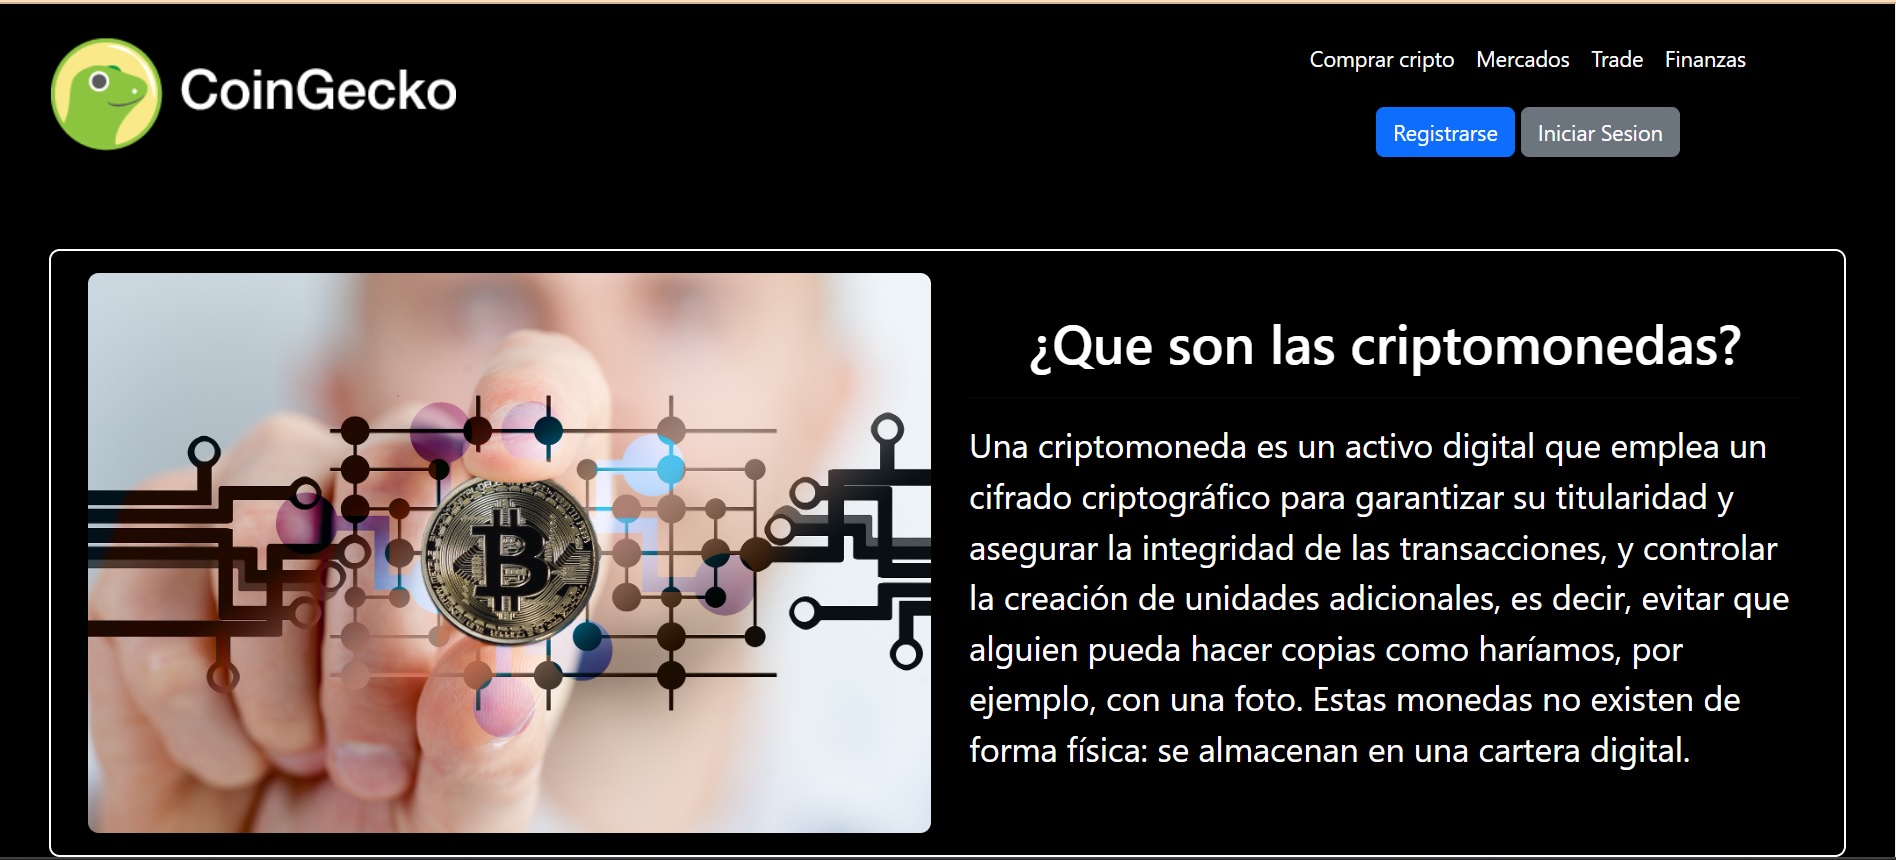 CoinGecko
Comprar cripto Mercados Trade Finanzas
Registrarse Iniciar Sesion
¿Que son las criptomonedas?
Una criptomoneda es un activo digital que emplea un
cifrado criptográfico para garantizar su titularidad y
asegurar la integridad de las transacciones, y controlar
la creación de unidades adicionales, es decir, evitar que
alguien pueda hacer copias como haríamos, por
ejemplo, con una foto. Estas monedas no existen de
forma física: se almacenan en una cartera digital.